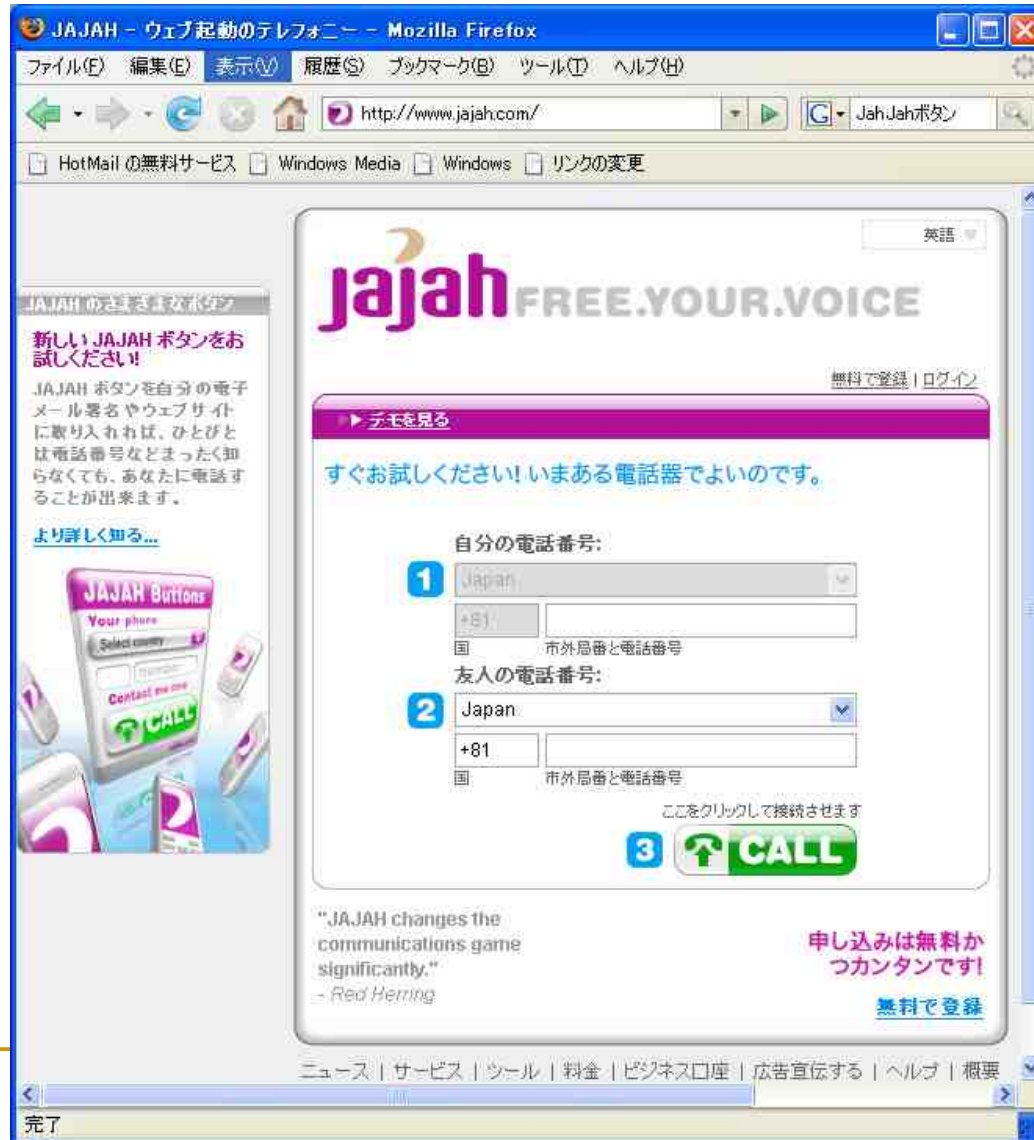 JAJAH - ウェブ起動のテレフォニー - Mozilla Firefox
ファイル(F) 編集(E) 表示(V) 履歴(S) ブックマーク(B) ツール(T) ヘルプ(H)
http://www.jajah.com/
G JahJahボタン
HotMail の無料サービス Windows Media Windows リンクの変更
英語
jajah FREE.YOUR.VOICE
無料で登録 | ログイン
JAJAH のさまざまなボタン
新しい JAJAH ボタンをお
試しください!
JAJAH ボタンを自分の電子
メール署名やウェブサイト
に取り入れれば、ひとびと
は電話番号などまったく知
らなくても、あなたに電話す
ることが出来ます。
より詳しく知る...
JAJAH Buttons
Your phone
Select country
number
Contact me now
CALL
デモを見る
すぐお試しください! いまある電話器でよいのです。
自分の電話番号:
1 Japan
+81
国 市外局番と電話番号
友人の電話番号:
2 Japan
+81
国 市外局番と電話番号
ここをクリックして接続させます
3 CALL
"JAJAH changes the
communications game
significantly."
- Red Herring
申し込みは無料か
つカンタンです!
無料で登録
ニュース | サービス | ツール | 料金 | ビジネス口座 | 広告宣伝する | ヘルプ | 概要
完了